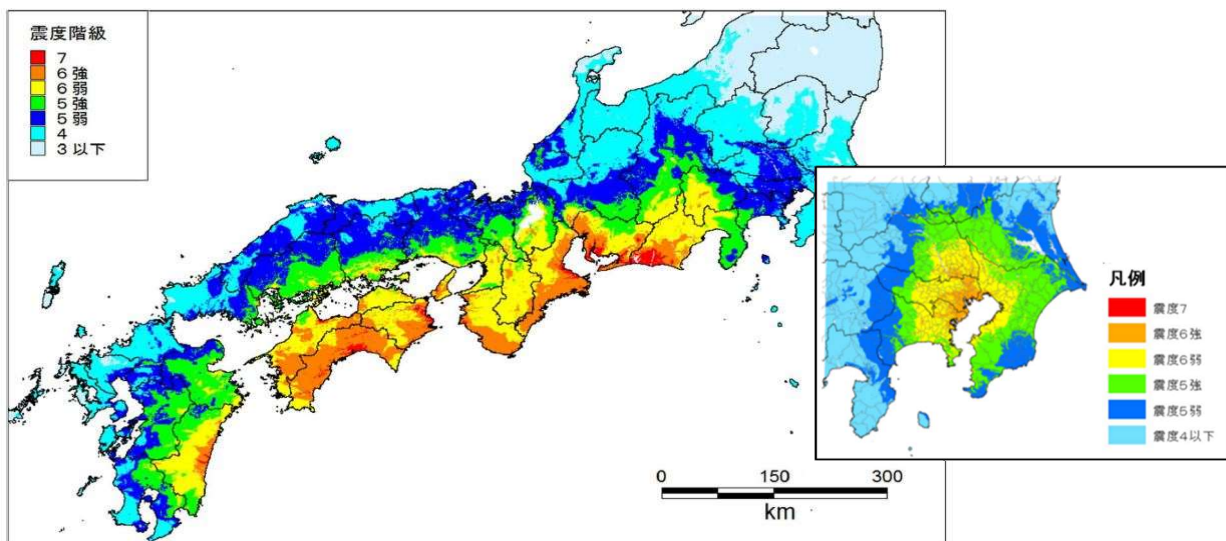 震度階級
7
6強
6弱
5強
5弱
4
3以下
0 150 300
km
凡例
震度7
震度6強
震度6弱
震度5強
震度5弱
震度4以下